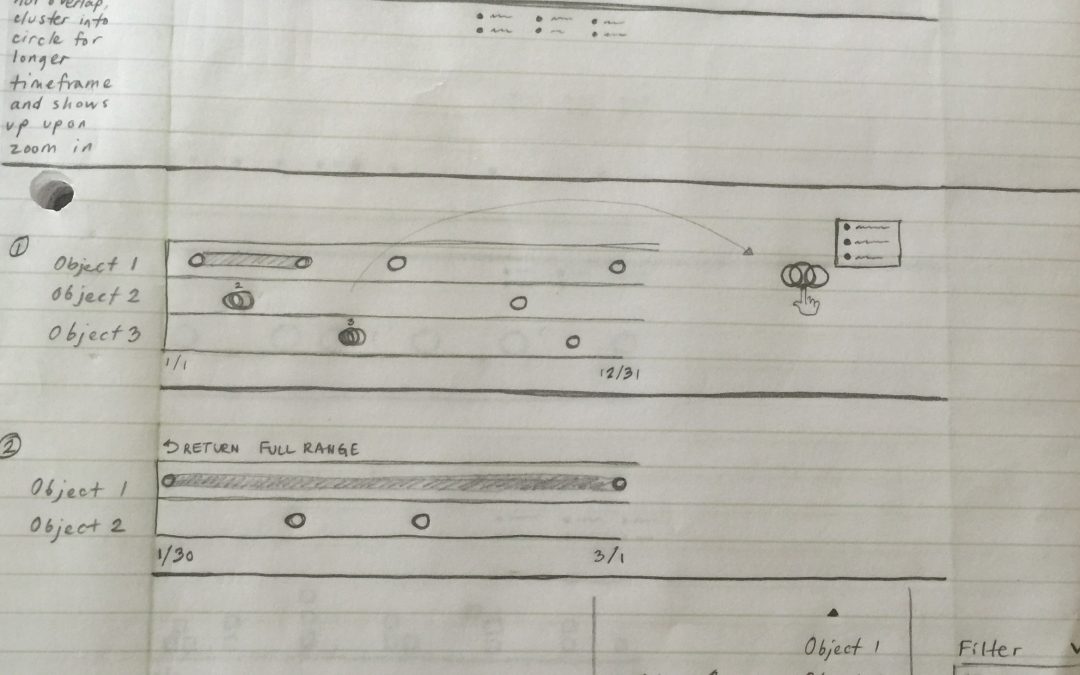 not overlap,
cluster into
circle for
longer
timeframe
and shows
up upon
zoom in
1
Object 1
2
Object 2
3
Object 3
1/1
12/31
2
RETURN FULL RANGE
Object 1
Object 2
1/30
3/1
Object 1
Filter